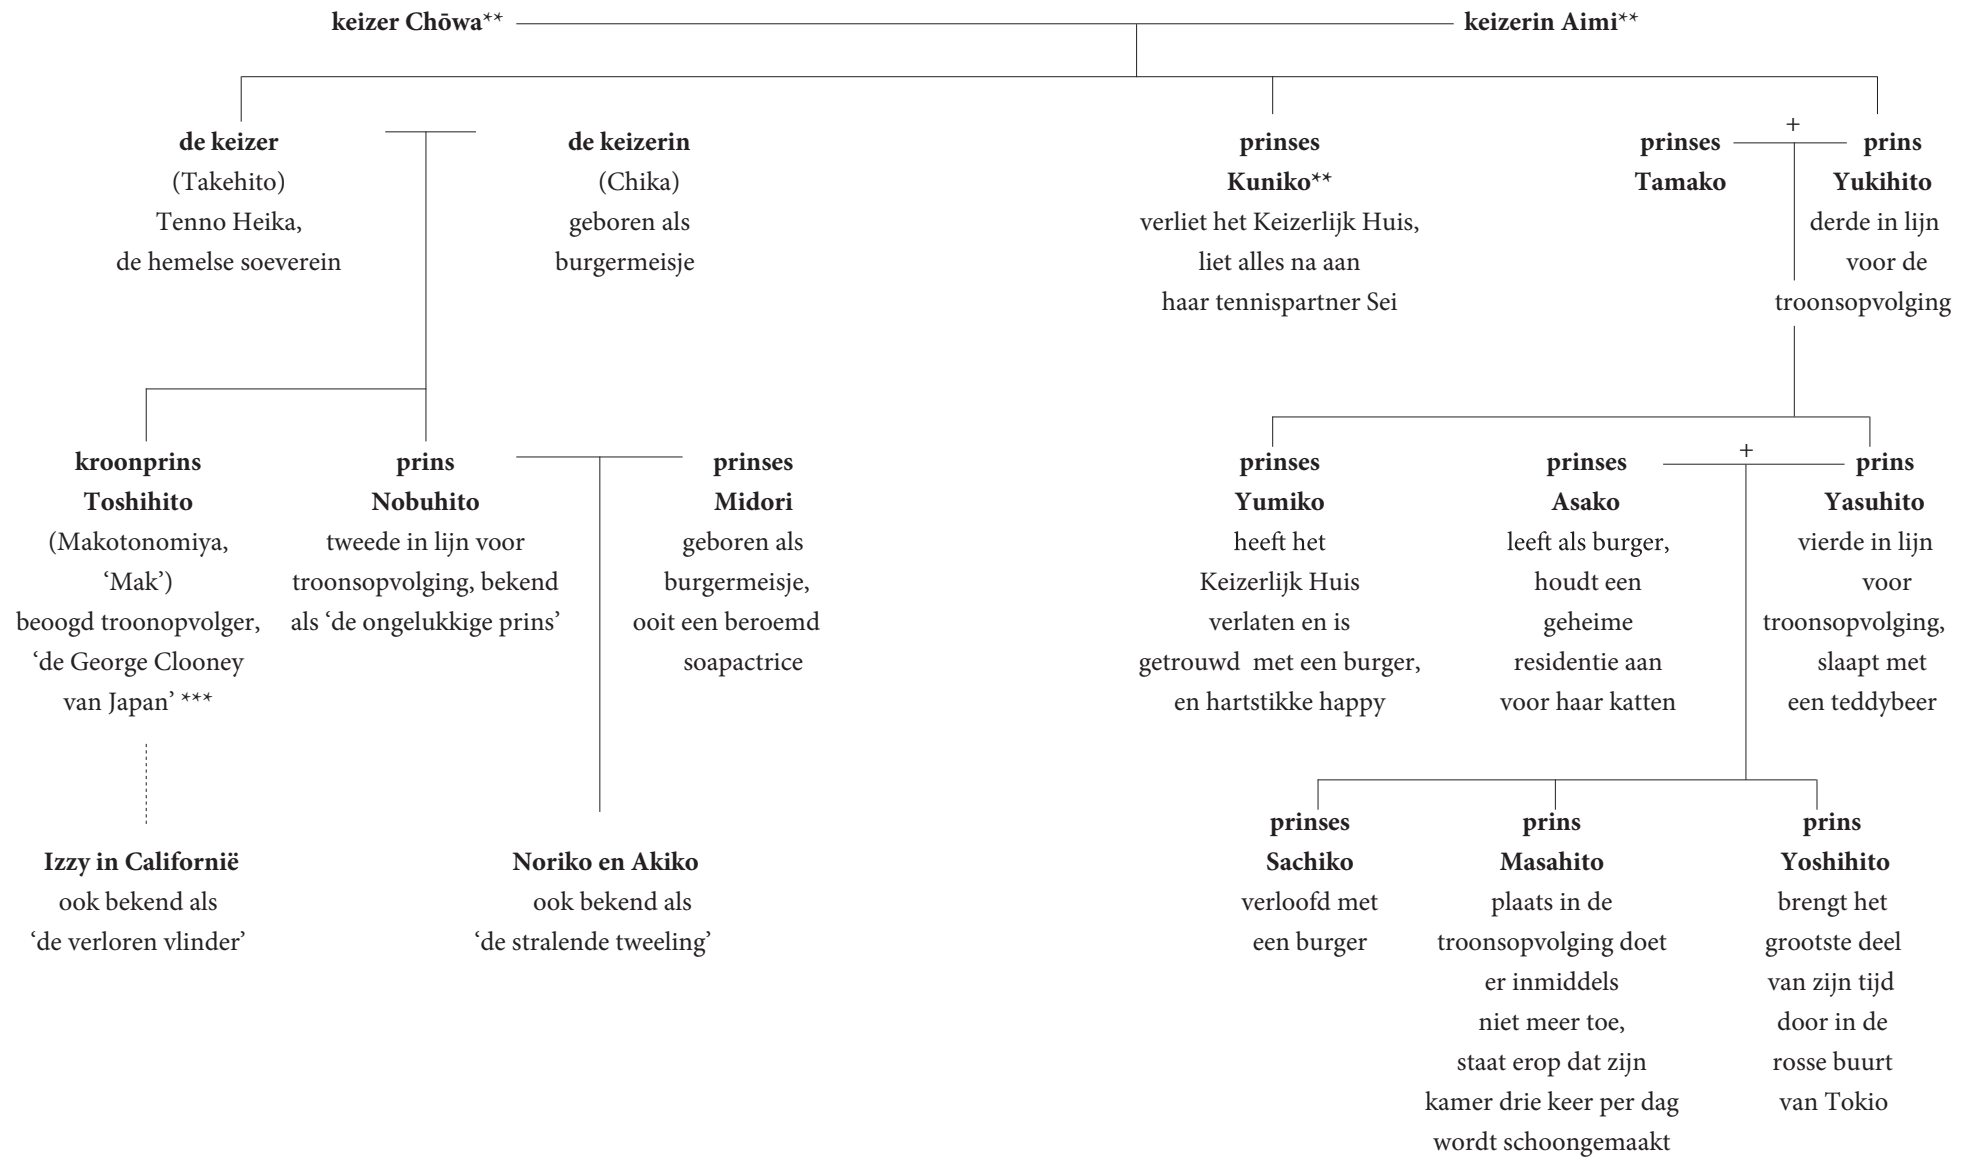 keizer Chōwa**
keizerin Aimi**
de keizer
(Takehito)
Tenno Heika,
de hemelse soeverein
de keizerin
(Chika)
geboren als
burgermeisje
prinses
Kuniko**
verliet het Keizerlijk Huis,
liet alles na aan
haar tennispartner Sei
prinses
Tamako
+
prins
Yukihito
derde in lijn
voor de
troonsopvolging
kroonprins
Toshihito
(Makotonomiya,
‘Mak’)
beoogd troonopvolger,
‘de George Clooney
van Japan’ ***
prins
Nobuhito
tweede in lijn voor
troonsopvolging, bekend
als ‘de ongelukkige prins’
prinses
Midori
geboren als
burgermeisje,
ooit een beroemd
soapactrice
prinses
Yumiko
heeft het
Keizerlijk Huis
verlaten en is
getrouwd met een burger,
en hartstikke happy
prinses
Asako
leeft als burger,
houdt een
geheime
residentie aan
voor haar katten
+
prins
Yasuhito
vierde in lijn
voor
troonsopvolging,
slaapt met
een teddybeer
Izzy in Californië
ook bekend als
‘de verloren vlinder’
Noriko en Akiko
ook bekend als
‘de stralende tweeling’
prinses
Sachiko
verloofd met
een burger
prins
Masahito
plaats in de
troonsopvolging doet
er inmiddels
niet meer toe,
staat erop dat zijn
kamer drie keer per dag
wordt schoongemaakt
prins
Yoshihito
brengt het
grootste deel
van zijn tijd
door in de
rosse buurt
van Tokio